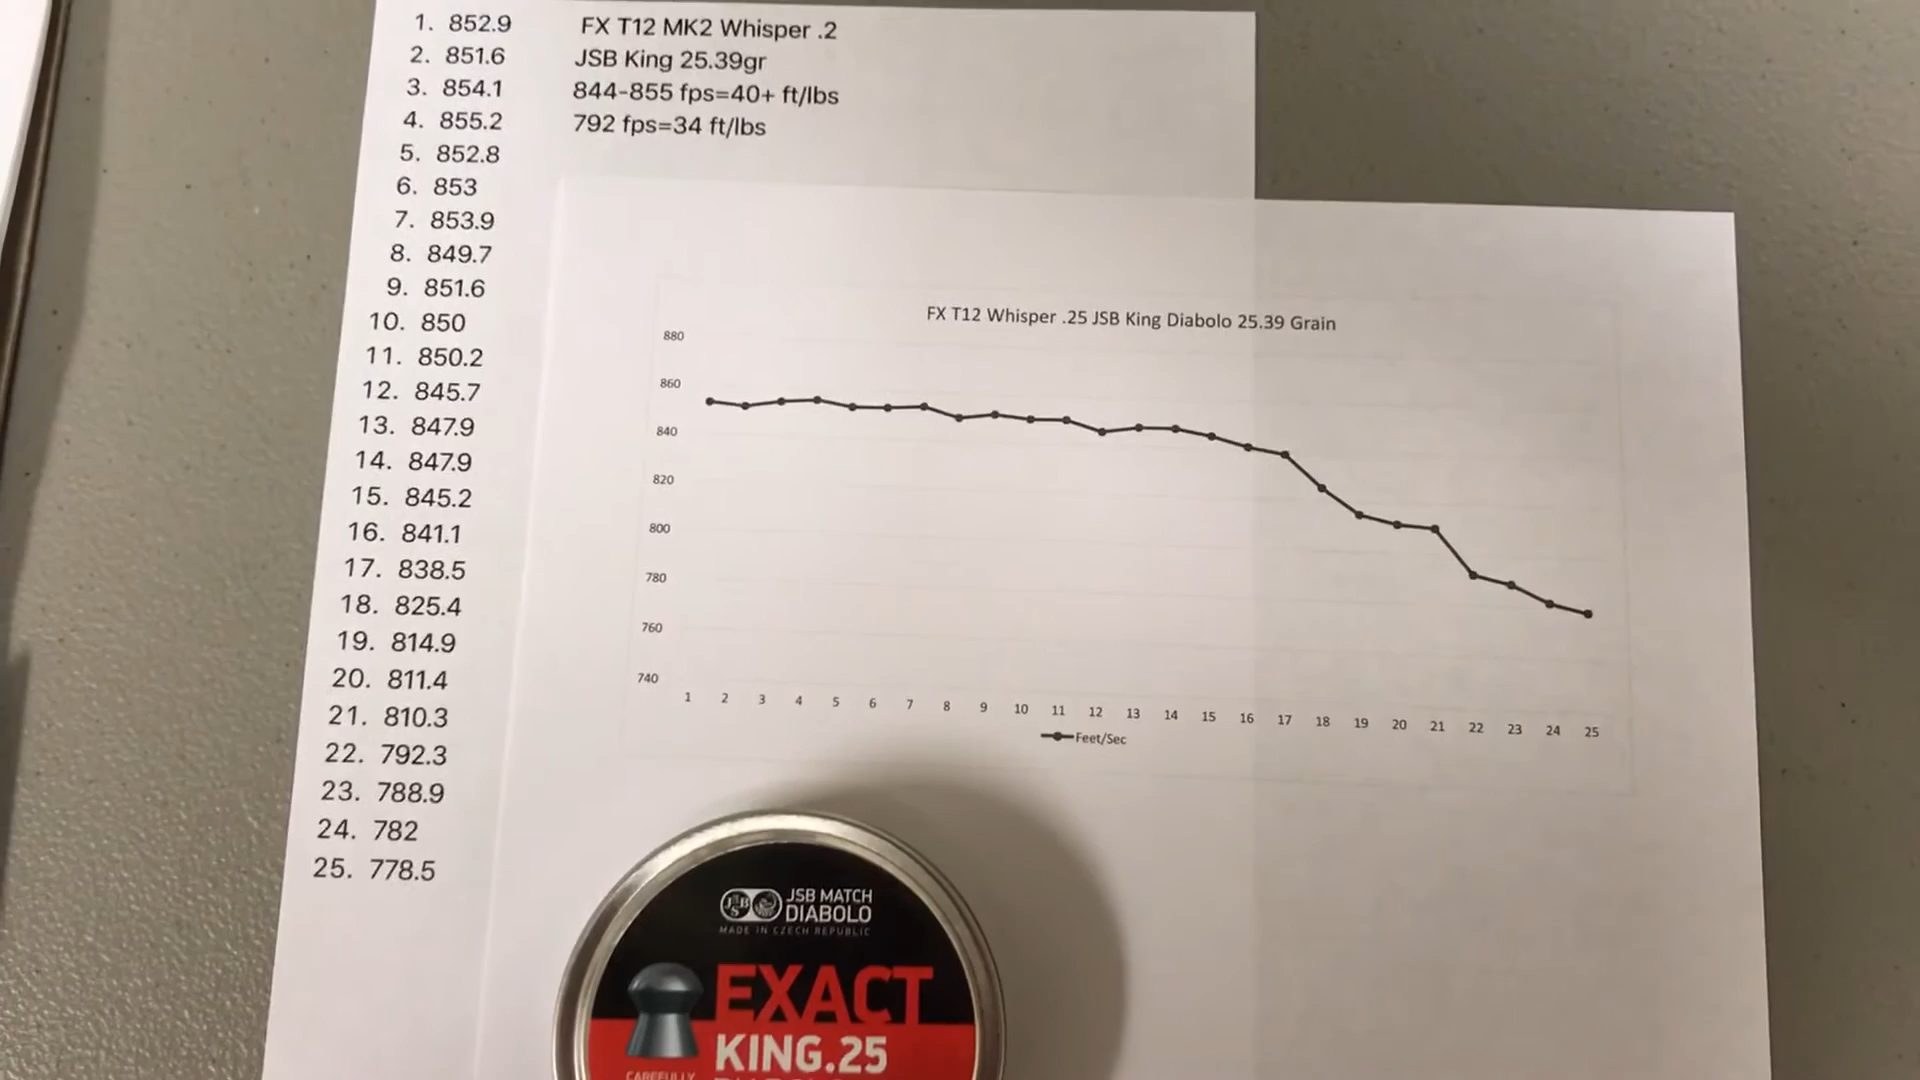 1. 852.9
2. 851.6
3. 854.1
4. 855.2
5. 852.8
6. 853
7. 853.9
8. 849.7
9. 851.6
10. 850
11. 850.2
12. 845.7
13. 847.9
14. 847.9
15. 845.2
16. 841.1
17. 838.5
18. 825.4
19. 814.9
20. 811.4
21. 810.3
22. 792.3
23. 788.9
24. 782
25. 778.5
FX T12 MK2 Whisper .2
JSB King 25.39gr
844-855 fps=40+ ft/lbs
792 fps=34 ft/lbs
FX T12 Whisper .25 JSB King Diabolo 25.39 Grain
880
860
840
820
800
780
760
740
1 2 3 4 5 6 7 8 9 10 11 12 13 14 15 16 17 18 19 20 21 22 23 24 25
Feet/Sec
JSB
JSB MATCH
DIABOLO
MADE IN CZECH REPUBLIC
EXACT
KING.25
CAREFULLY